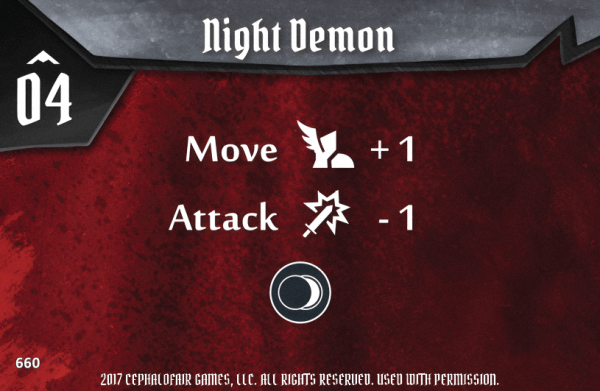 Night Demon
04
Move + 1
Attack - 1
660
2017 CEPHALOFAIR GAMES, LLC. ALL RIGHTS RESERVED. USED WITH PERMISSION.